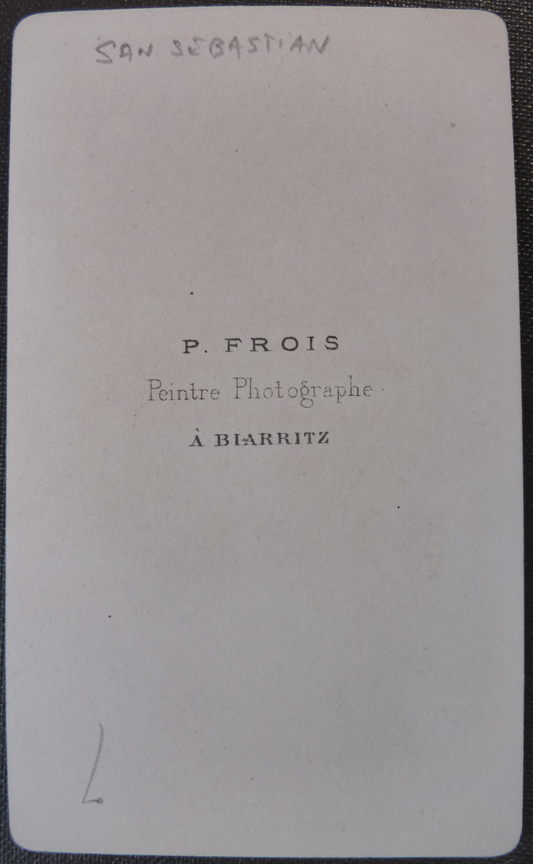 SAN SEBASTIAN
P. FROIS
Peintre Photographe
À BIARRITZ